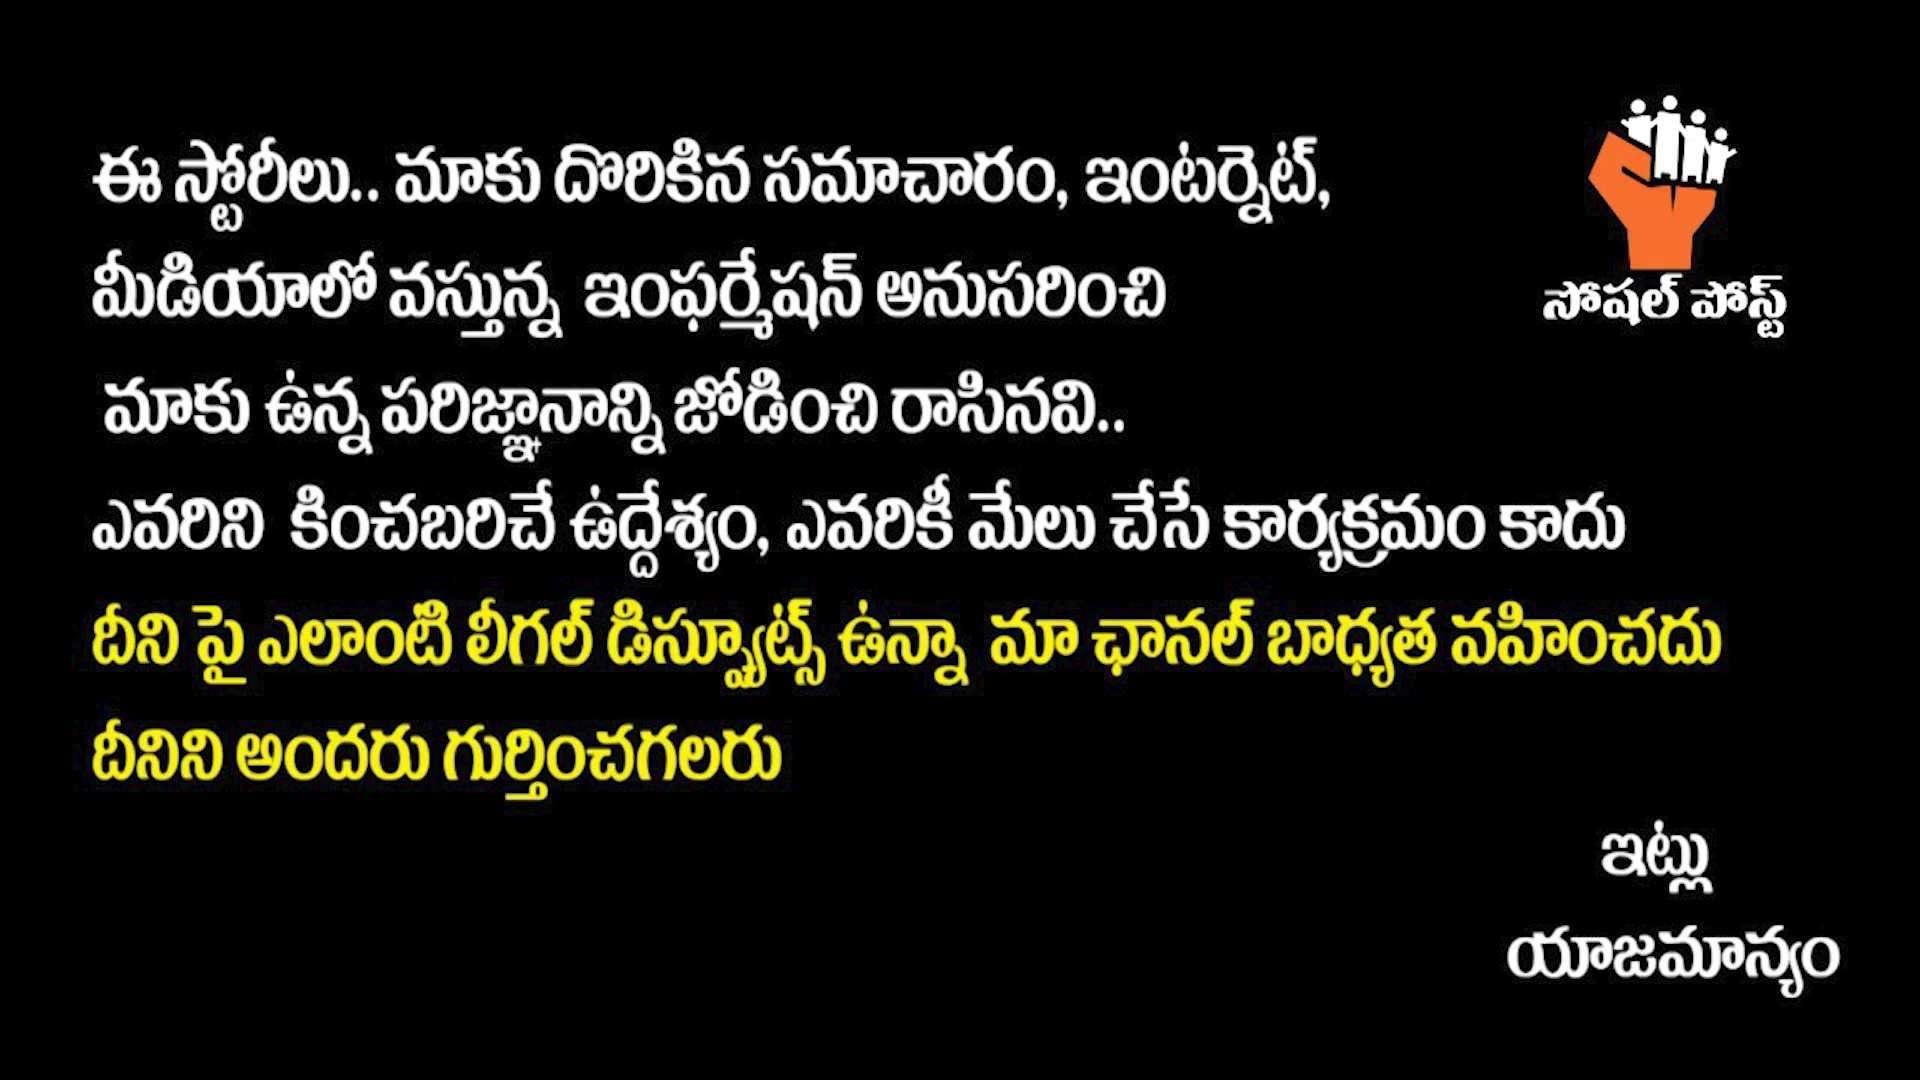 ఈ స్టోరీలు.. మాకు దొరికిన సమాచారం, ఇంటర్నెట్,
మీడియాలో వస్తున్న ఇంఫర్మేషన్ అనుసరించి
మాకు ఉన్న పరిజ్ఞానాన్ని జోడించి రాసినవి..
ఎవరిని కించబరిచే ఉద్దేశ్యం, ఎవరికీ మేలు చేసే కార్యక్రమం కాదు
దీని పై ఎలాంటి లీగల్ డిస్ప్యూట్స్ ఉన్నా మా ఛానల్ బాధ్యత వహించదు
దీనిని అందరు గుర్తించగలరు
ఇట్లు
యాజమాన్యం
సోషల్ పోస్ట్